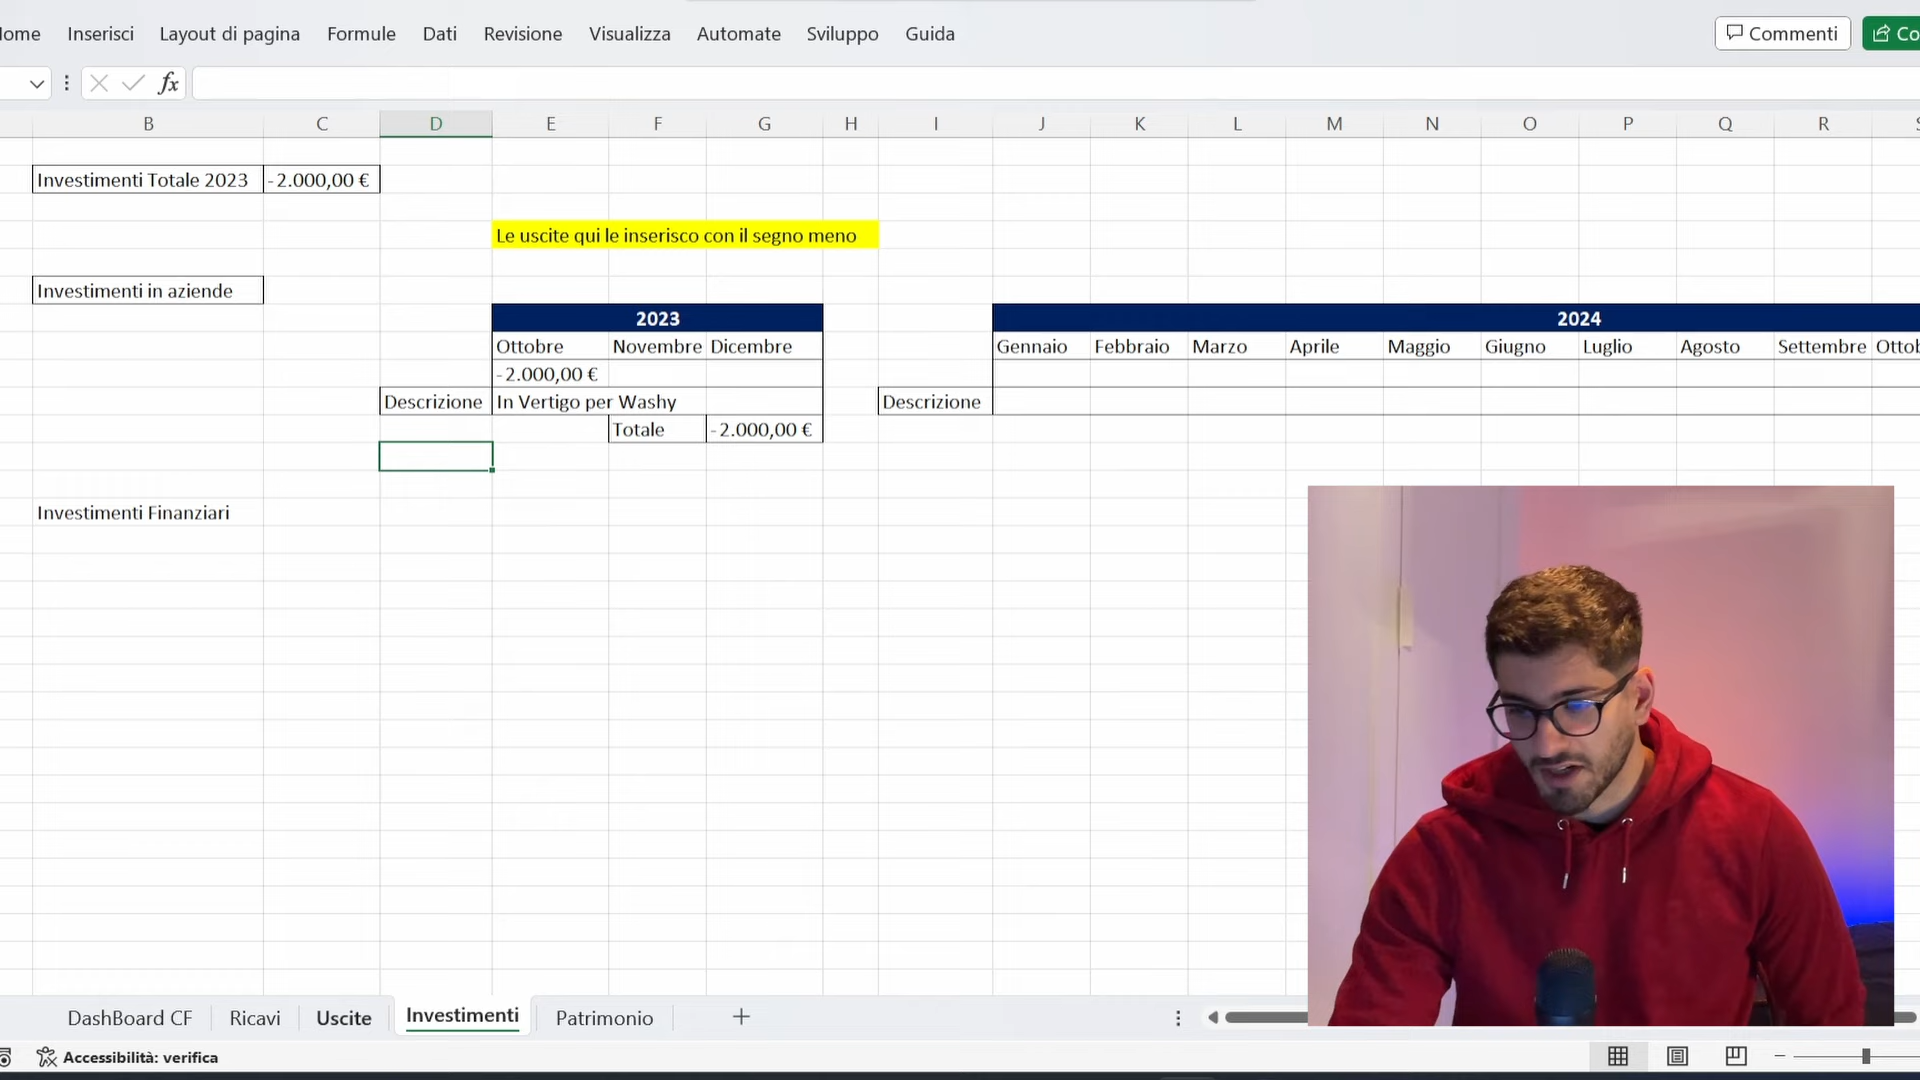 ome Inserisci Layout di pagina Formule Dati Revisione Visualizza Automate Sviluppo Guida Commenti Co
fx
B C D E F G H I J K L M N O P Q R S
Investimenti Totale 2023 -2.000,00 €
Le uscite qui le inserisco con il segno meno
Investimenti in aziende
2023 2024
Ottobre Novembre Dicembre Gennaio Febbraio Marzo Aprile Maggio Giugno Luglio Agosto Settembre Ottob
-2.000,00 €
Descrizione In Vertigo per Washy Descrizione
Totale -2.000,00 €
Investimenti Finanziari
DashBoard CF Ricavi Uscite Investimenti Patrimonio
Accessibilità: verifica